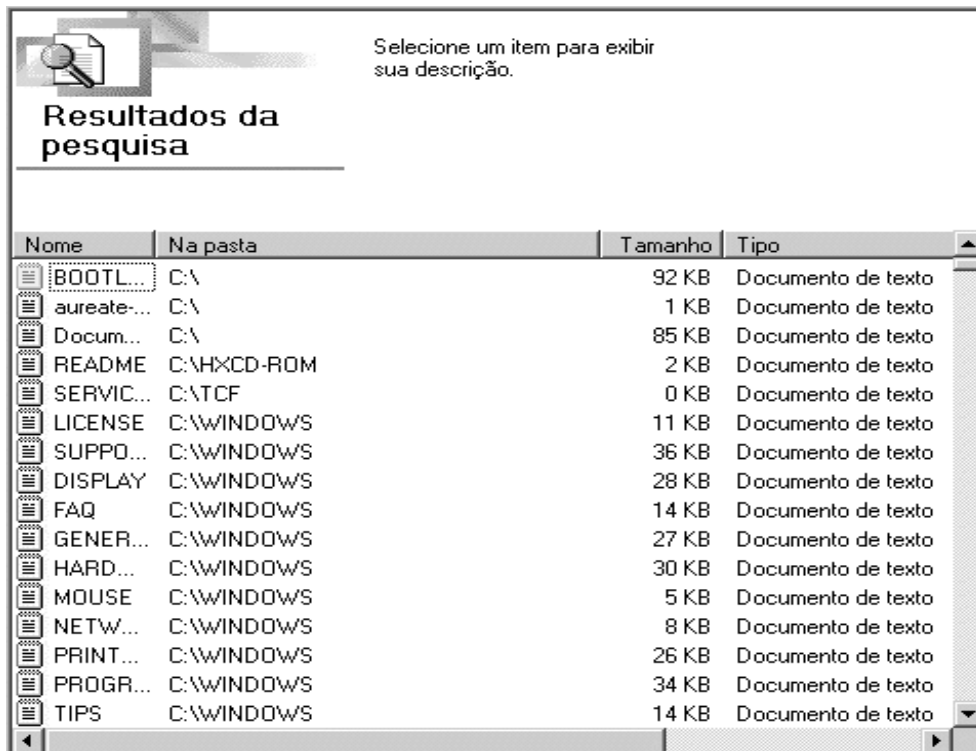 Selecione um item para exibir
sua descrição.
Resultados da
pesquisa
Nome Na pasta Tamanho Tipo
BOOTL... C:\ 92 KB Documento de texto
aureate-... C:\ 1 KB Documento de texto
Docum... C:\ 85 KB Documento de texto
README C:\HXCD-ROM 2 KB Documento de texto
SERVIC... C:\TCF 0 KB Documento de texto
LICENSE C:\WINDOWS 11 KB Documento de texto
SUPPO... C:\WINDOWS 36 KB Documento de texto
DISPLAY C:\WINDOWS 28 KB Documento de texto
FAQ C:\WINDOWS 14 KB Documento de texto
GENER... C:\WINDOWS 27 KB Documento de texto
HARD... C:\WINDOWS 30 KB Documento de texto
MOUSE C:\WINDOWS 5 KB Documento de texto
NETW... C:\WINDOWS 8 KB Documento de texto
PRINT... C:\WINDOWS 26 KB Documento de texto
PROGR... C:\WINDOWS 34 KB Documento de texto
TIPS C:\WINDOWS 14 KB Documento de texto